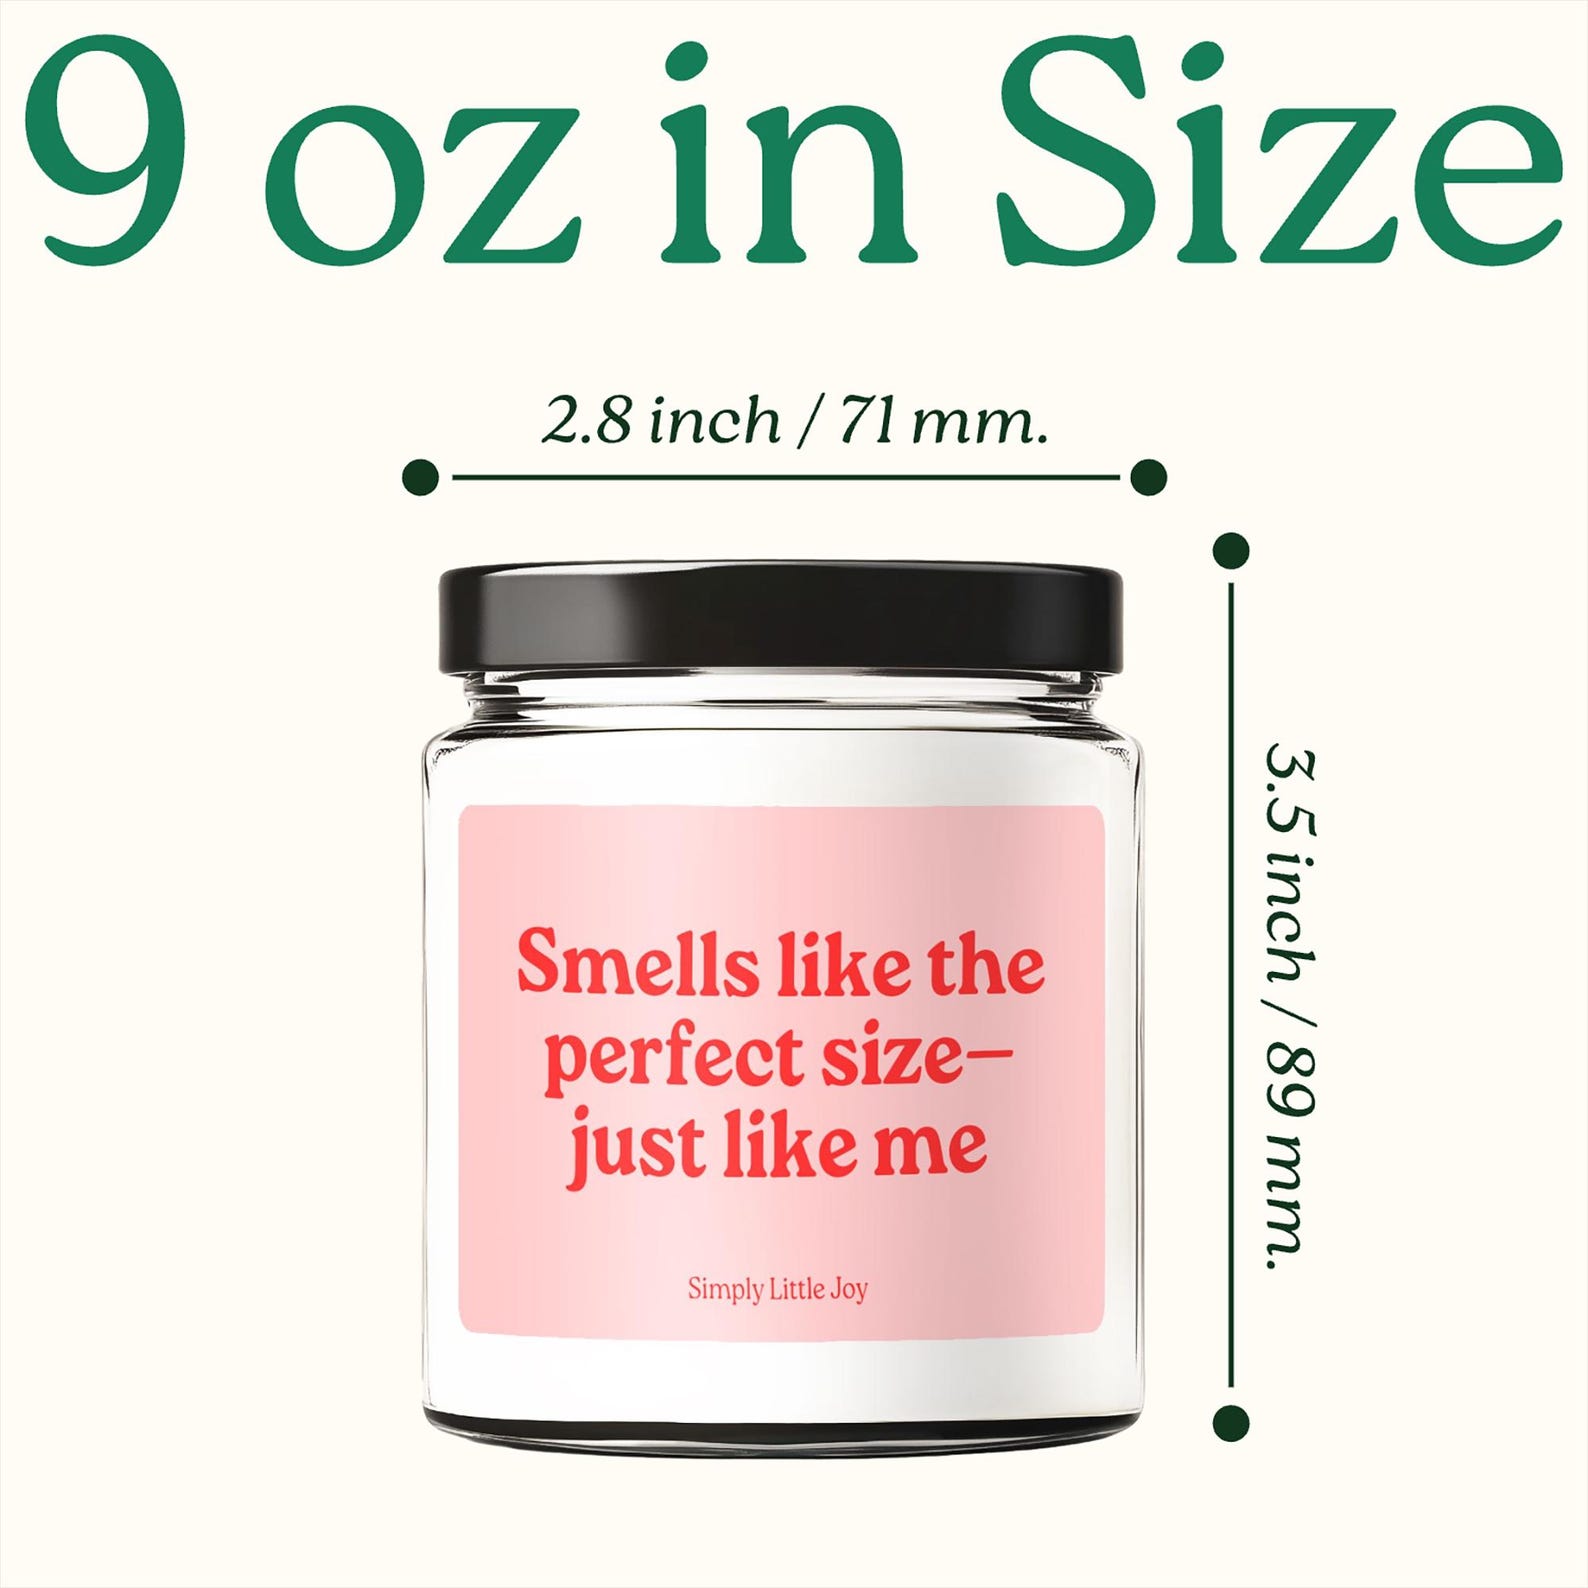 9 oz in Size
2.8 inch / 71 mm.
3.5 inch / 89 mm.
Smells like the
perfect size—
just like me
Simply Little Joy